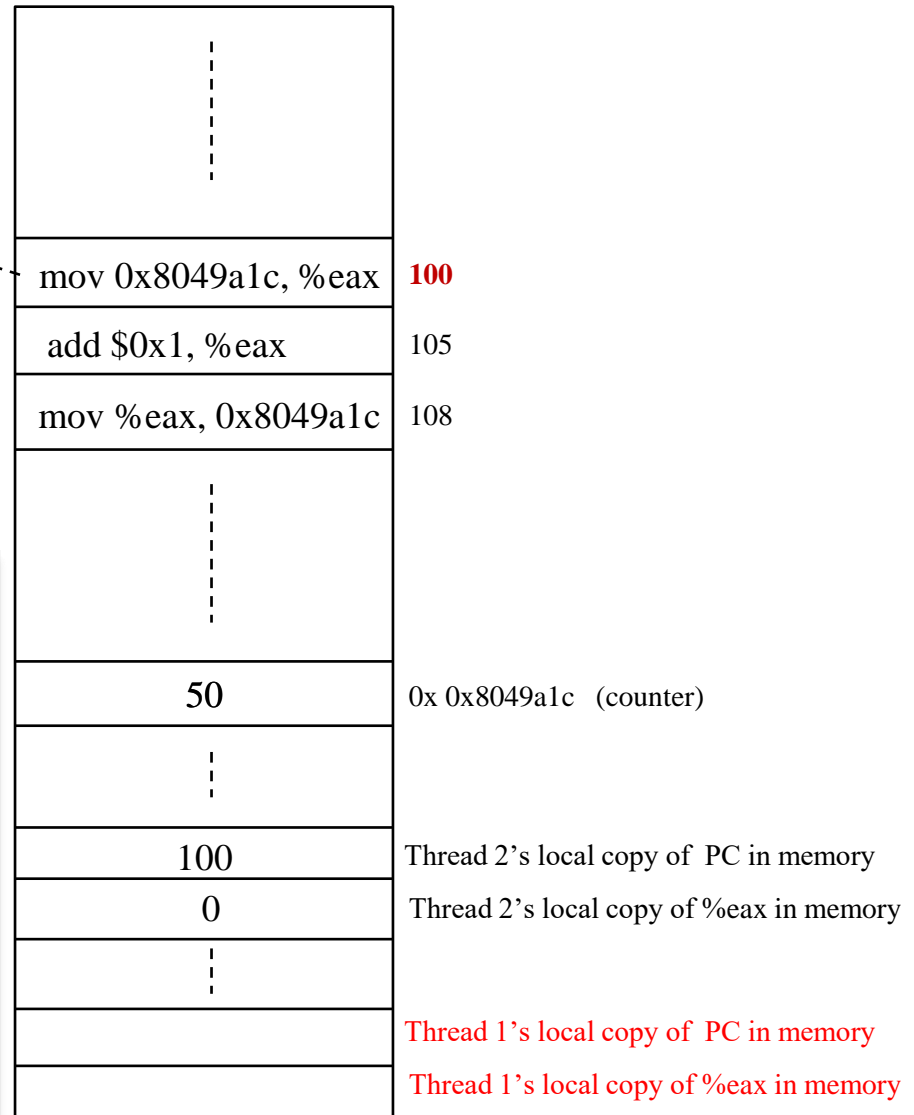 mov 0x8049a1c, %eax 100
add $0x1, %eax 105
mov %eax, 0x8049a1c 108
50 0x 0x8049a1c (counter)
100 Thread 2’s local copy of PC in memory
0 Thread 2’s local copy of %eax in memory
Thread 1’s local copy of PC in memory
Thread 1’s local copy of %eax in memory